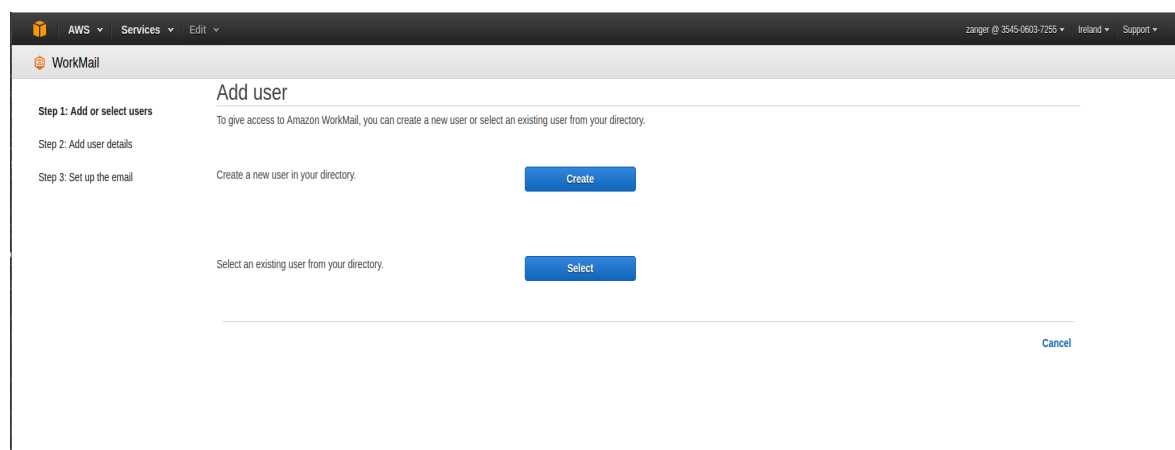 AWS Services Edit zanger @ 3545-0603-7255 Ireland Support
WorkMail
Add user
Step 1: Add or select users
To give access to Amazon WorkMail, you can create a new user or select an existing user from your directory.
Step 2: Add user details
Step 3: Set up the email
Create a new user in your directory. Create
Select an existing user from your directory. Select
Cancel